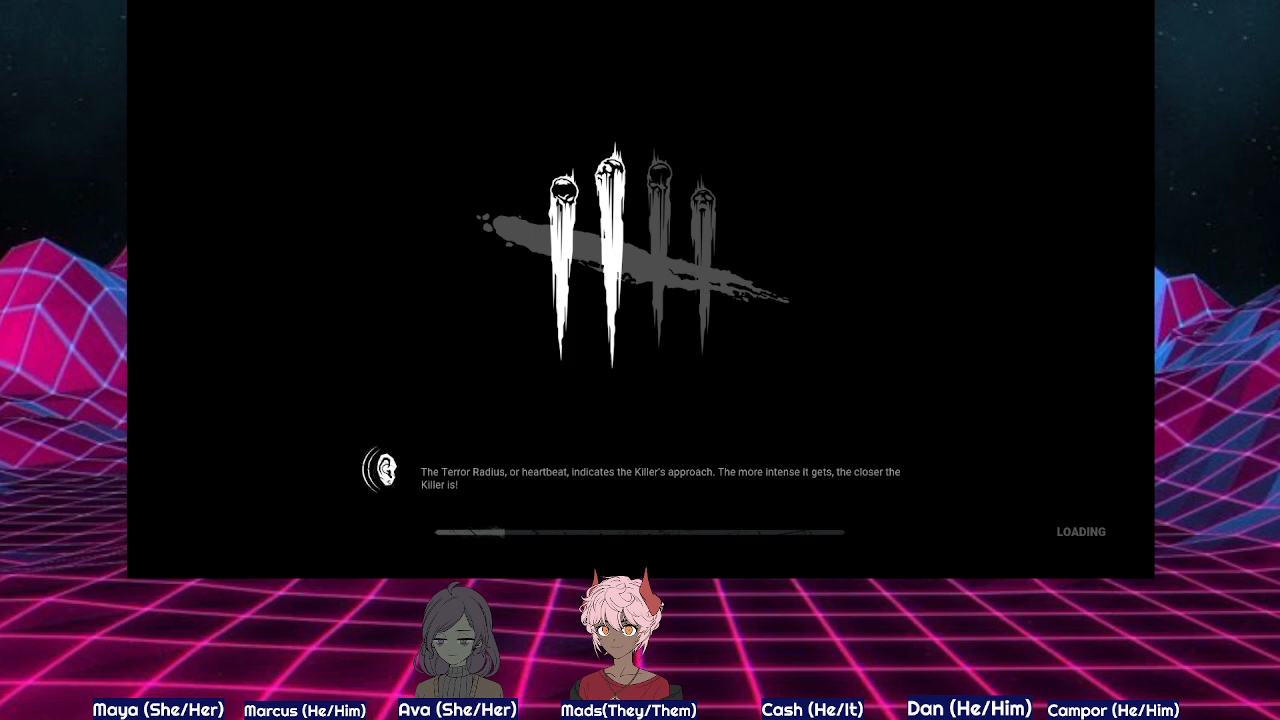 The Terror Radius, or heartbeat, indicates the Killer's approach. The more intense it gets, the closer the
Killer is!
LOADING
Maya (She/Her)
Marcus (He/Him)
Ava (She/Her)
Mads(They/Them)
Cash (He/It)
Dan (He/Him)
Campor (He/Him)